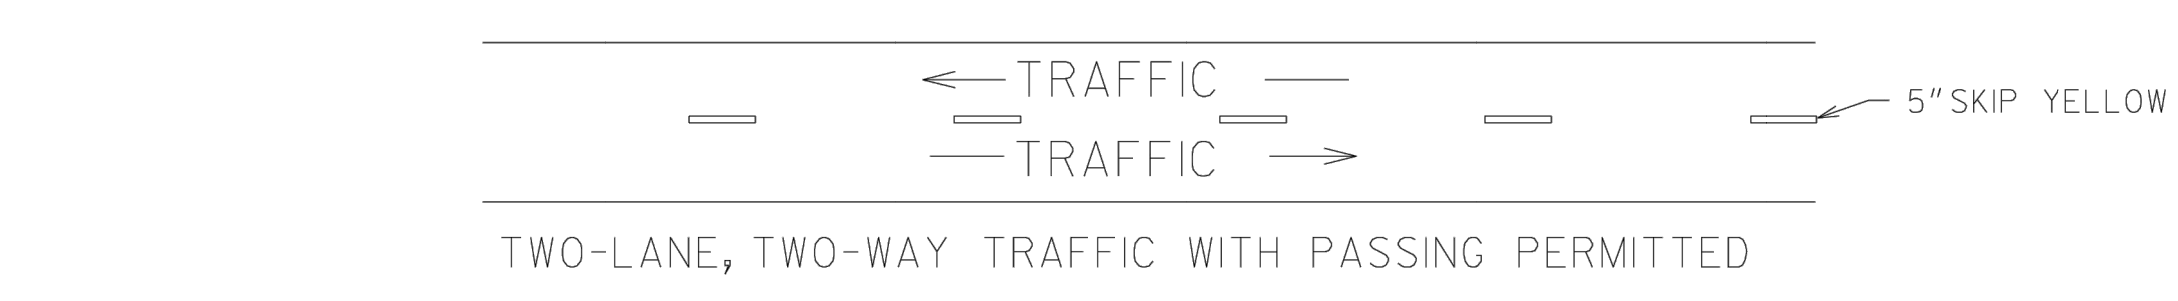 TRAFFIC
5" SKIP YELLOW
TRAFFIC
TWO-LANE, TWO-WAY TRAFFIC WITH PASSING PERMITTED